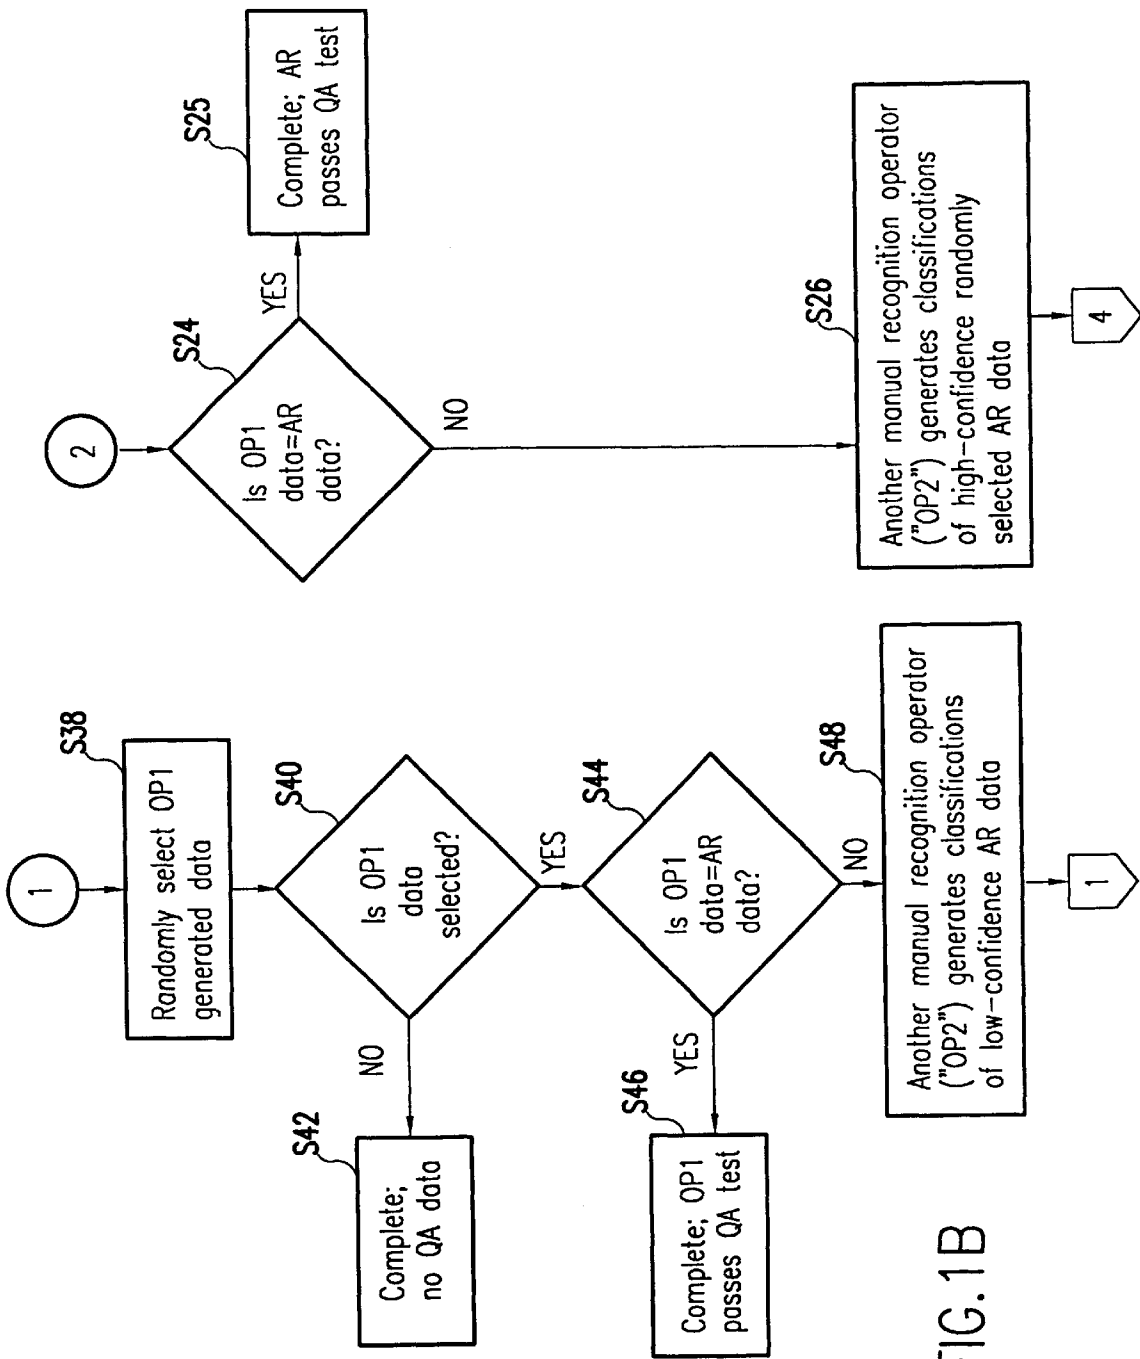 1
S38
Randomly select OP1
generated data
S40
Is OP1
data
selected?
NO
S42
Complete;
no QA data
YES
S44
Is OP1
data=AR
data?
YES
S46
Complete; OP1
passes QA test
NO
S48
Another manual recognition operator
("OP2") generates classifications
of low-confidence AR data
1
2
S24
Is OP1
data=AR
data?
YES
S25
Complete; AR
passes QA test
NO
S26
Another manual recognition operator
("OP2") generates classifications
of high-confidence randomly
selected AR data
4
FIG. 1B